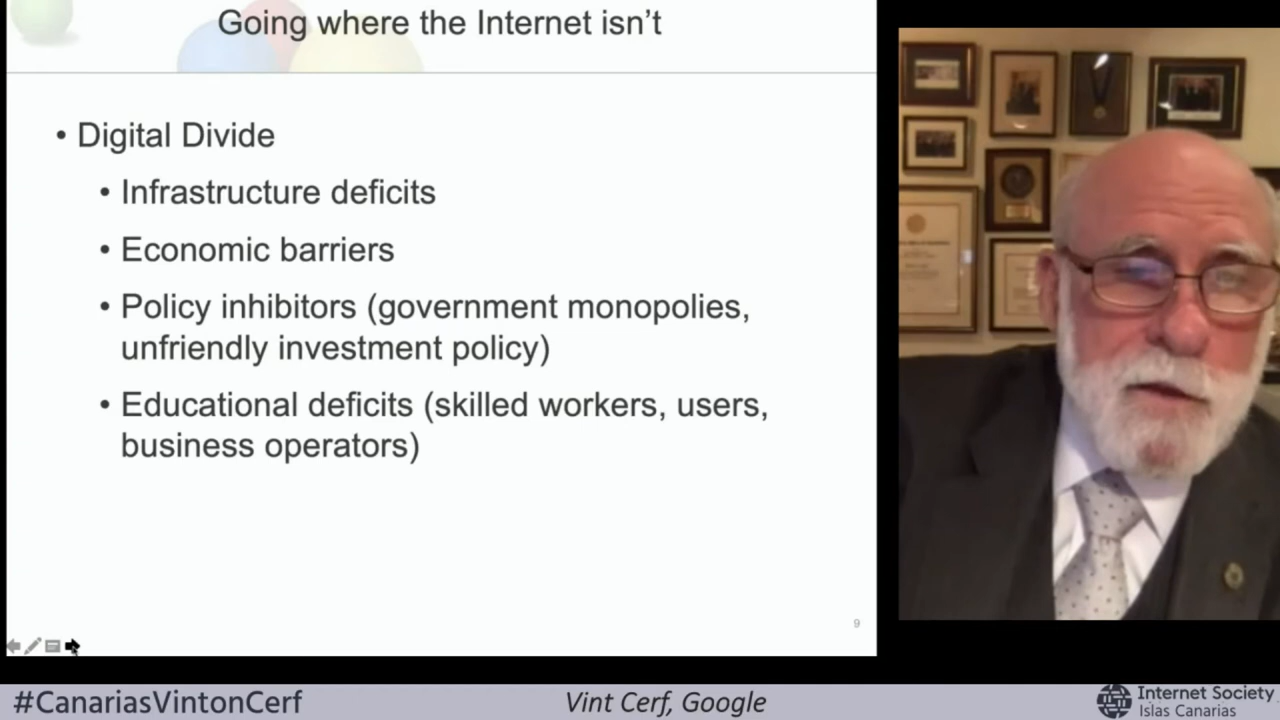 Going where the Internet isn’t
• Digital Divide
• Infrastructure deficits
• Economic barriers
• Policy inhibitors (government monopolies,
unfriendly investment policy)
• Educational deficits (skilled workers, users,
business operators)
9
#CanariasVintonCerf
Vint Cerf, Google
Internet Society
Islas Canarias